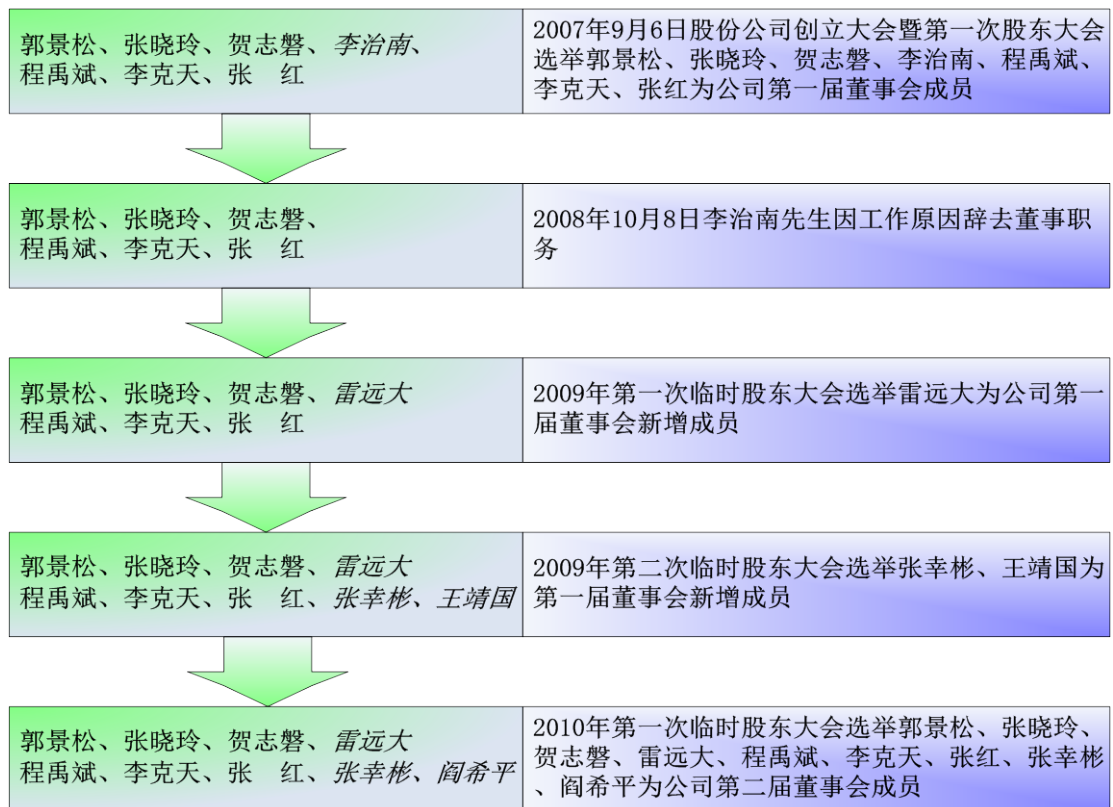 郭景松、张晓玲、贺志磐、李治南、
程禹斌、李克天、张　红
2007年9月6日股份公司创立大会暨第一次股东大会
选举郭景松、张晓玲、贺志磐、李治南、程禹斌、
李克天、张红为公司第一届董事会成员
郭景松、张晓玲、贺志磐、
程禹斌、李克天、张　红
2008年10月8日李治南先生因工作原因辞去董事职
务
郭景松、张晓玲、贺志磐、雷远大
程禹斌、李克天、张　红
2009年第一次临时股东大会选举雷远大为公司第一
届董事会新增成员
郭景松、张晓玲、贺志磐、雷远大
程禹斌、李克天、张　红、张幸彬、王靖国
2009年第二次临时股东大会选举张幸彬、王靖国为
第一届董事会新增成员
郭景松、张晓玲、贺志磐、雷远大
程禹斌、李克天、张　红、张幸彬、阎希平
2010年第一次临时股东大会选举郭景松、张晓玲、
贺志磐、雷远大、程禹斌、李克天、张红、张幸彬
、阎希平为公司第二届董事会成员